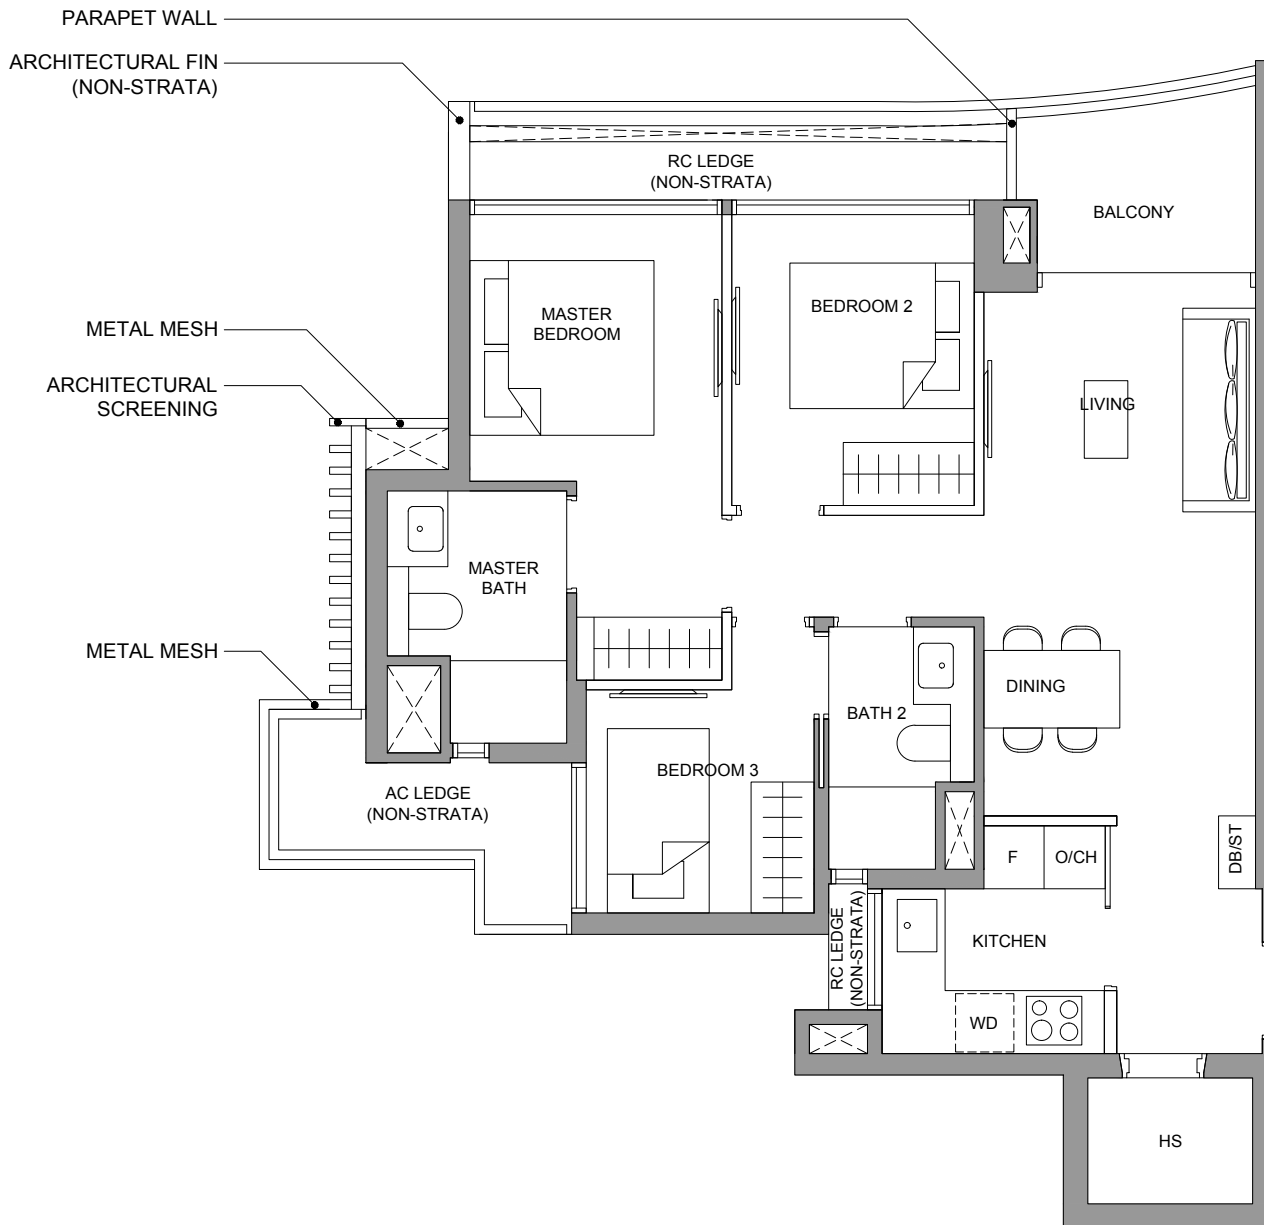 PARAPET WALL
ARCHITECTURAL FIN
(NON-STRATA)
RC LEDGE
(NON-STRATA)
BALCONY
MASTER
BEDROOM
BEDROOM 2
METAL MESH
ARCHITECTURAL
SCREENING
LIVING
MASTER
BATH
METAL MESH
DINING
BATH 2
BEDROOM 3
AC LEDGE
(NON-STRATA)
F
O/CH
DB/ST
RC LEDGE
(NON-STRATA)
KITCHEN
WD
HS